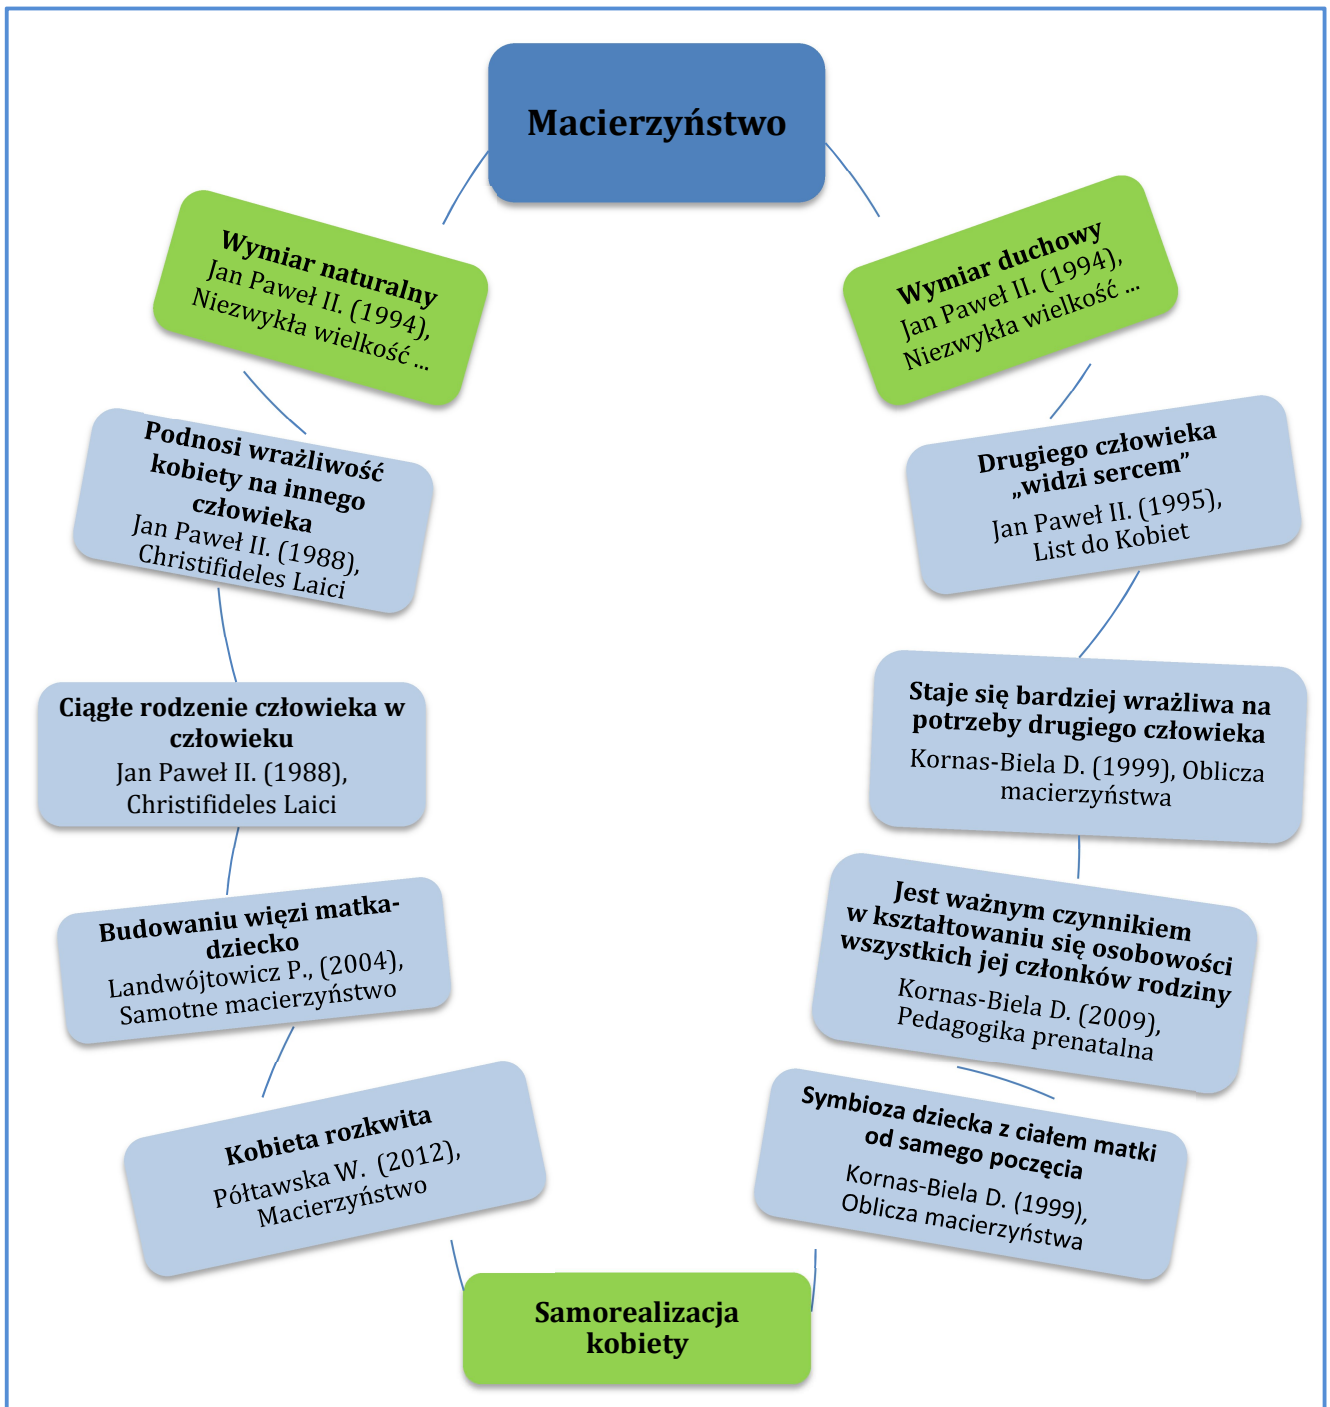 Macierzyństwo
Wymiar naturalny
Jan Paweł II. (1994),
Niezwykła wielkość ...
Podnosi wrażliwość
kobiety na innego
człowieka
Jan Paweł II. (1988),
Christifideles Laici
Ciągłe rodzenie człowieka w
człowieku
Jan Paweł II. (1988),
Christifideles Laici
Budowaniu więzi matka-
dziecko
Landwójtowicz P., (2004),
Samotne macierzyństwo
Kobieta rozkwita
Półtawska W. (2012),
Macierzyństwo
Wymiar duchowy
Jan Paweł II. (1994),
Niezwykła wielkość ...
Drugiego człowieka
„widzi sercem”
Jan Paweł II. (1995),
List do Kobiet
Staje się bardziej wrażliwa na
potrzeby drugiego człowieka
Kornas-Biela D. (1999), Oblicza
macierzyństwa
Jest ważnym czynnikiem
w kształtowaniu się osobowości
wszystkich jej członków rodziny
Kornas-Biela D. (2009),
Pedagogika prenatalna
Symbioza dziecka z ciałem matki
od samego poczęcia
Kornas-Biela D. (1999),
Oblicza macierzyństwa
Samorealizacja
kobiety